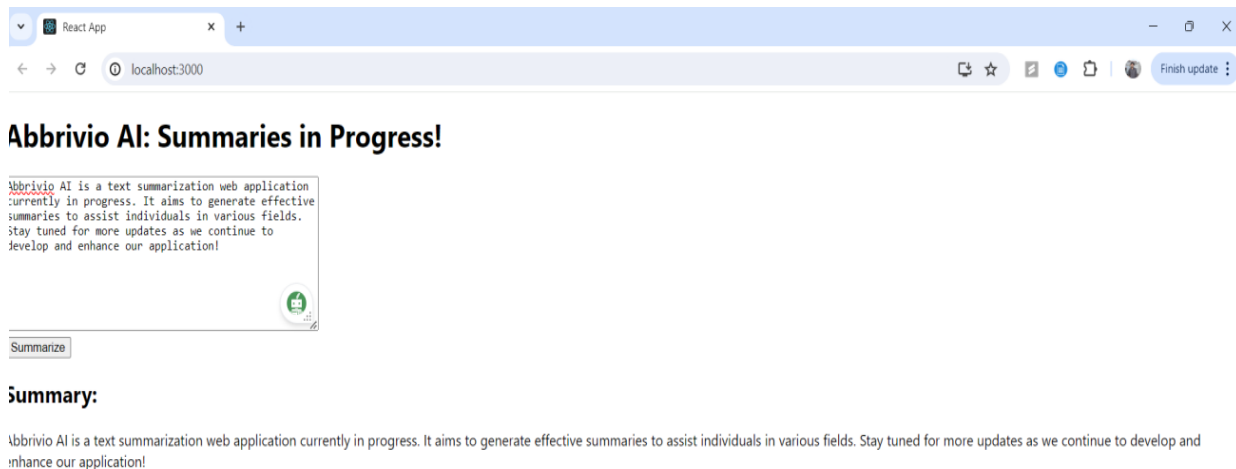 React App
localhost:3000
Finish update
Abbrivio AI: Summaries in Progress!
Abbrivio AI is a text summarization web application
currently in progress. It aims to generate effective
summaries to assist individuals in various fields.
Stay tuned for more updates as we continue to
develop and enhance our application!
Summarize
Summary:
Abbrivio AI is a text summarization web application currently in progress. It aims to generate effective summaries to assist individuals in various fields. Stay tuned for more updates as we continue to develop and
enhance our application!